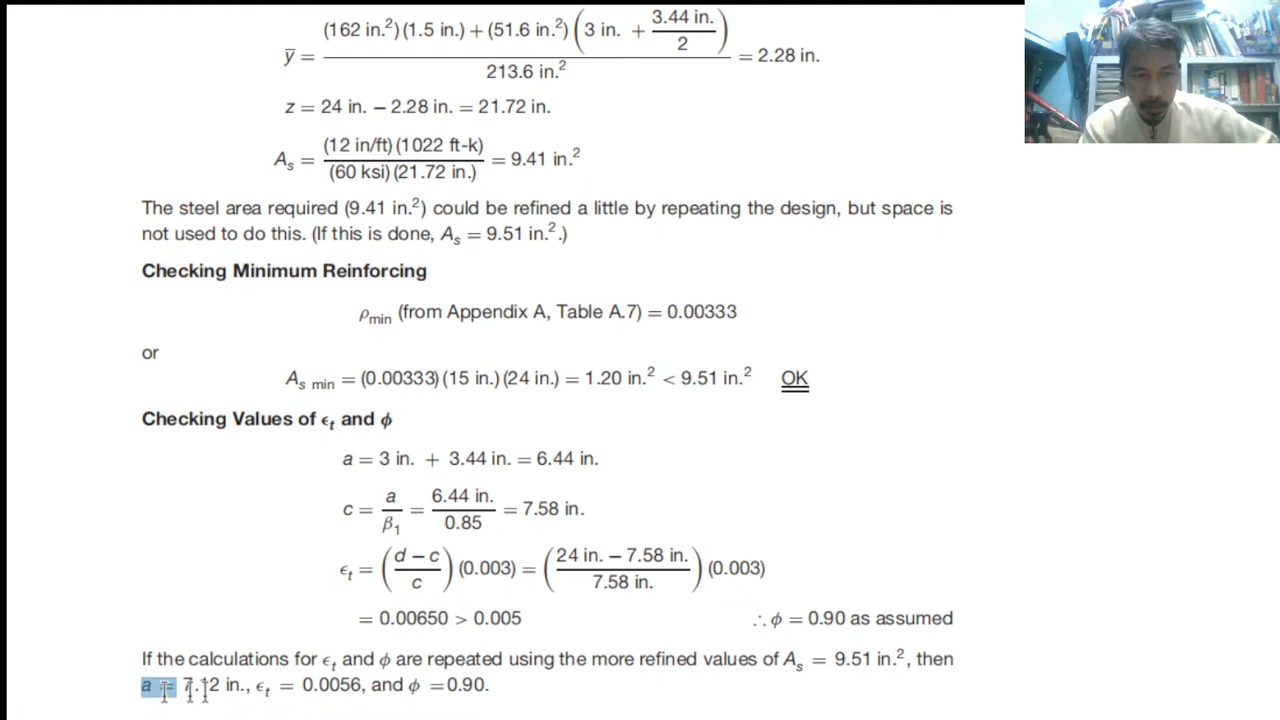 ȳ = (162 in.²)(1.5 in.) + (51.6 in.²)(3 in. + 3.44 in./2) / 213.6 in.² = 2.28 in.
z = 24 in. − 2.28 in. = 21.72 in.
Aₛ = (12 in/ft)(1022 ft-k) / (60 ksi)(21.72 in.) = 9.41 in.²
The steel area required (9.41 in.²) could be refined a little by repeating the design, but space is
not used to do this. (If this is done, Aₛ = 9.51 in.².)
Checking Minimum Reinforcing
ρmin (from Appendix A, Table A.7) = 0.00333
or
Aₛ min = (0.00333)(15 in.)(24 in.) = 1.20 in.² < 9.51 in.² OK
Checking Values of ϵₜ and ϕ
a = 3 in. + 3.44 in. = 6.44 in.
c = a/β₁ = 6.44 in./0.85 = 7.58 in.
ϵₜ = ((d − c)/c)(0.003) = ((24 in. − 7.58 in.)/7.58 in.)(0.003)
= 0.00650 > 0.005 ∴ ϕ = 0.90 as assumed
If the calculations for ϵₜ and ϕ are repeated using the more refined values of Aₛ = 9.51 in.², then
a = 7.12 in., ϵₜ = 0.0056, and ϕ =0.90.